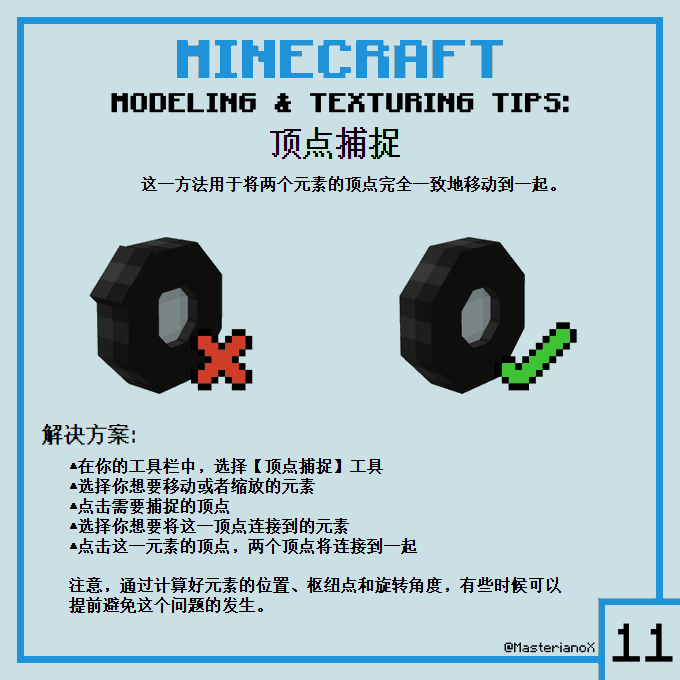 MINECRAFT
MODELING & TEXTURING TIPS:
顶点捕捉
这一方法用于将两个元素的顶点完全一致地移动到一起。
解决方案:
▲在你的工具栏中，选择【顶点捕捉】工具
▲选择你想要移动或者缩放的元素
▲点击需要捕捉的顶点
▲选择你想要将这一顶点连接到的元素
▲点击这一元素的顶点，两个顶点将连接到一起
注意，通过计算好元素的位置、枢纽点和旋转角度，有些时候可以
提前避免这个问题的发生。
@MasterianoX
11